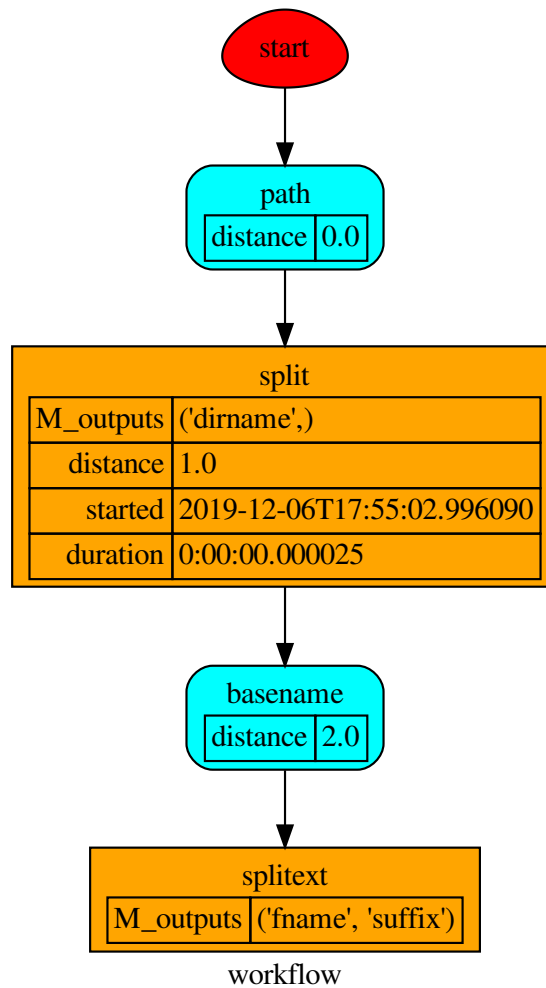 start
path
distance 0.0
split
M_outputs ('dirname',)
distance 1.0
started 2019-12-06T17:55:02.996090
duration 0:00:00.000025
basename
distance 2.0
splitext
M_outputs ('fname', 'suffix')
workflow